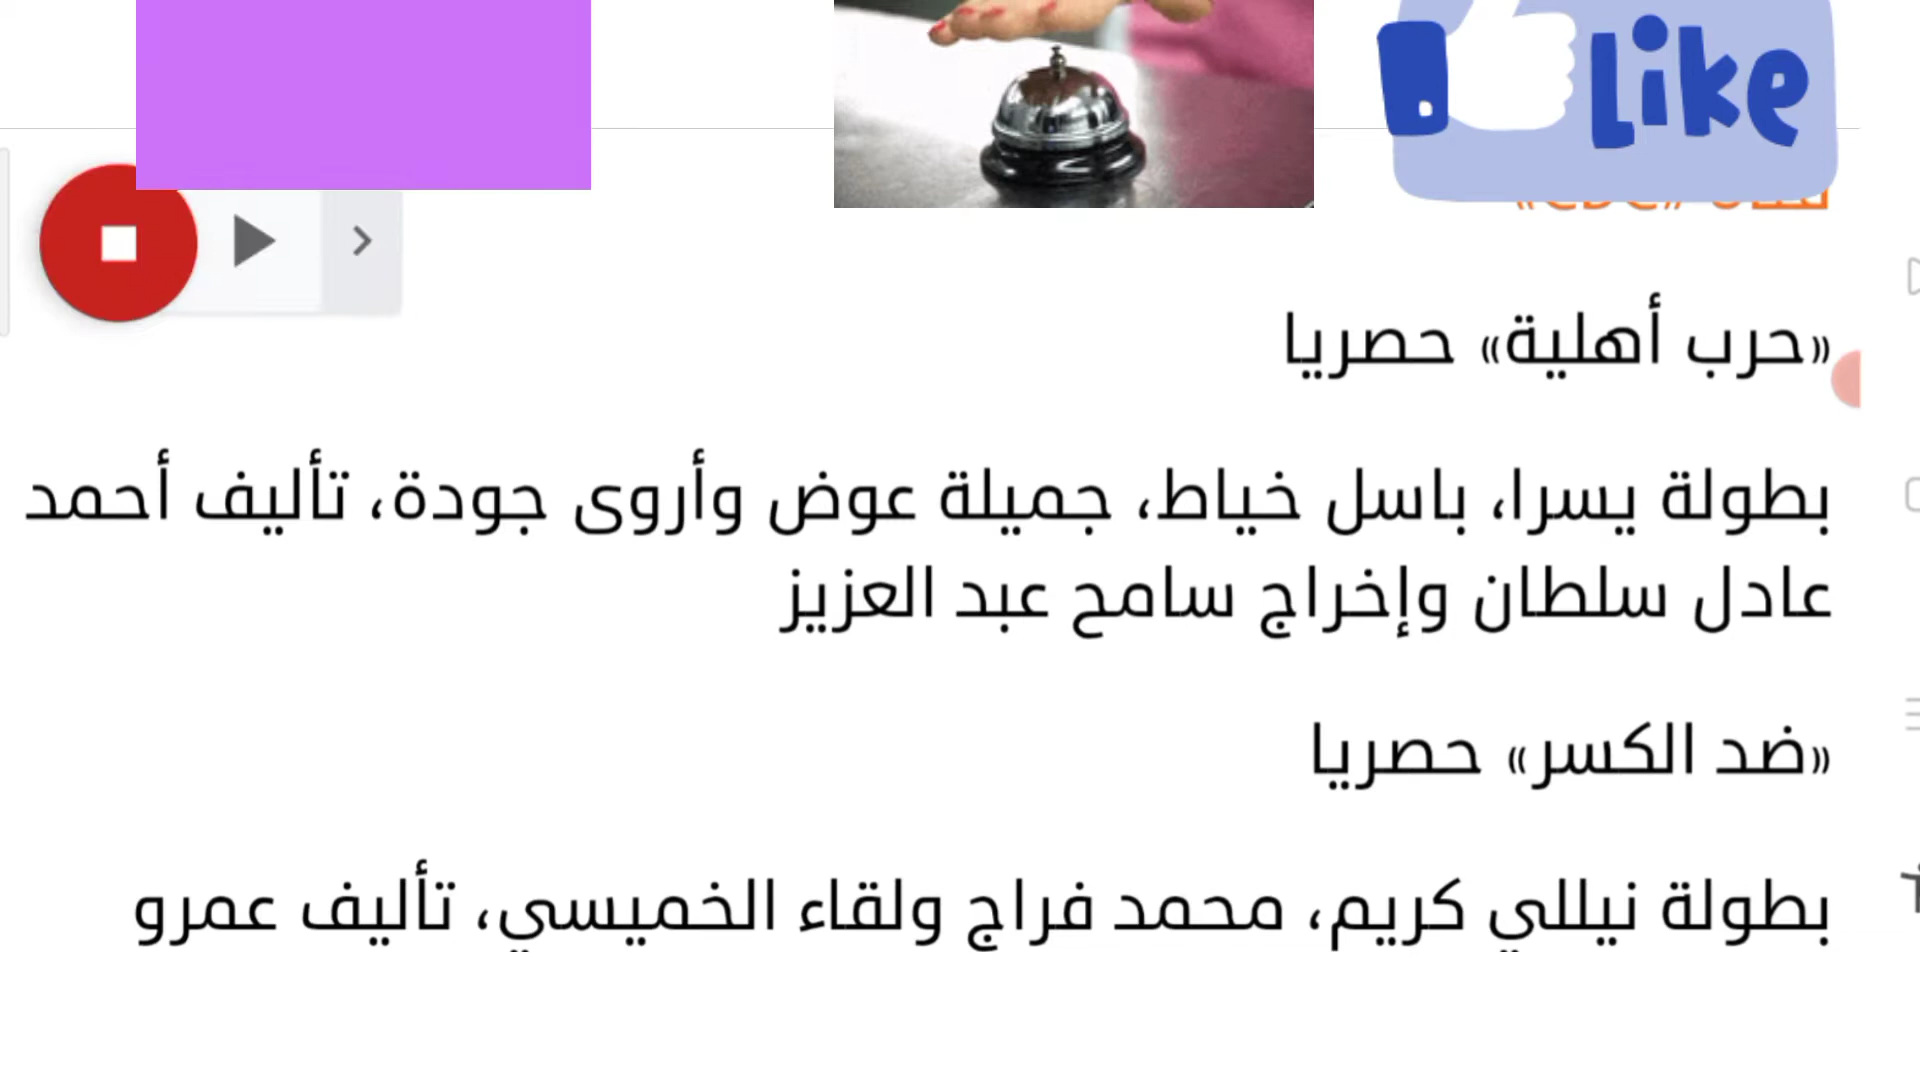 Like
«حرب أهلية» حصريا
بطولة يسرا، باسل خياط، جميلة عوض وأروى جودة، تأليف أحمد
عادل سلطان وإخراج سامح عبد العزيز
«ضد الكسر» حصريا
بطولة نيللي كريم، محمد فراج ولقاء الخميسي، تأليف عمرو